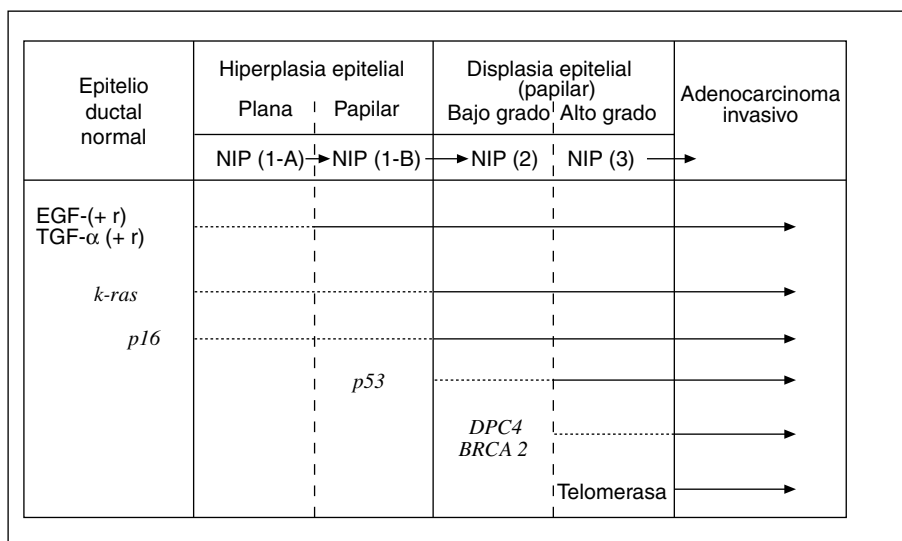 Epitelio
ductal
normal
Hiperplasia epitelial
Plana Papilar
Displasia epitelial
(papilar)
Bajo grado Alto grado
Adenocarcinoma
invasivo
NIP (1-A) NIP (1-B) NIP (2) NIP (3)
EGF-(+ r)
TGF-α (+ r)
k-ras
p16
p53
DPC4
BRCA 2
Telomerasa